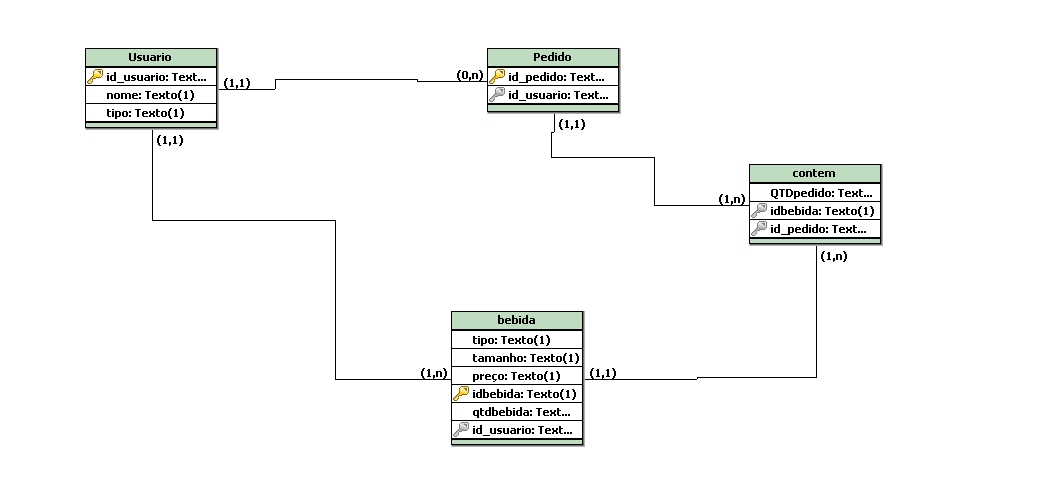 Usuario
id_usuario: Text...
nome: Texto(1)
tipo: Texto(1)
(1,1)
(0,n)
Pedido
id_pedido: Text...
id_usuario: Text...
(1,1)
(1,1)
contem
QTDpedido: Text...
idbebida: Texto(1)
id_pedido: Text...
(1,n)
(1,n)
bebida
tipo: Texto(1)
tamanho: Texto(1)
preço: Texto(1)
idbebida: Texto(1)
qtdbebida: Text...
id_usuario: Text...
(1,n)
(1,1)